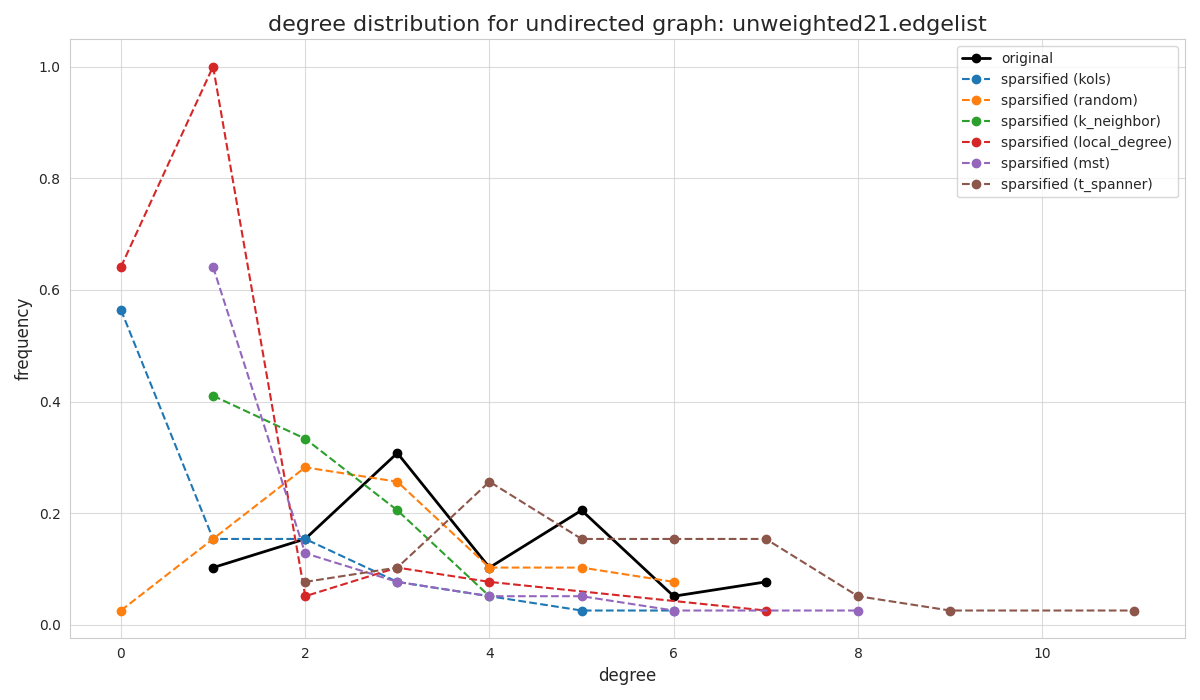 degree distribution for undirected graph: unweighted21.edgelist
original
sparsified (kols)
sparsified (random)
sparsified (k_neighbor)
sparsified (local_degree)
sparsified (mst)
sparsified (t_spanner)
frequency
1.0
0.8
0.6
0.4
0.2
0.0
0 2 4 6 8 10
degree